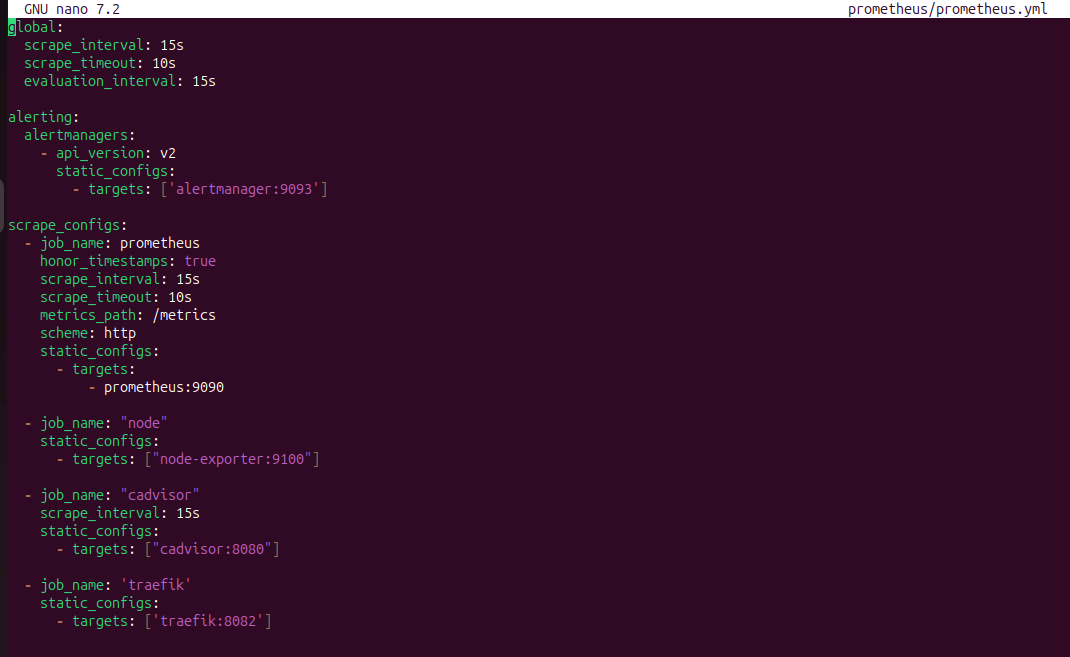 GNU nano 7.2 prometheus/prometheus.yml
global:
  scrape_interval: 15s
  scrape_timeout: 10s
  evaluation_interval: 15s

alerting:
  alertmanagers:
    - api_version: v2
      static_configs:
        - targets: ['alertmanager:9093']

scrape_configs:
  - job_name: prometheus
    honor_timestamps: true
    scrape_interval: 15s
    scrape_timeout: 10s
    metrics_path: /metrics
    scheme: http
    static_configs:
      - targets:
          - prometheus:9090

  - job_name: "node"
    static_configs:
      - targets: ["node-exporter:9100"]

  - job_name: "cadvisor"
    scrape_interval: 15s
    static_configs:
      - targets: ["cadvisor:8080"]

  - job_name: 'traefik'
    static_configs:
      - targets: ['traefik:8082']